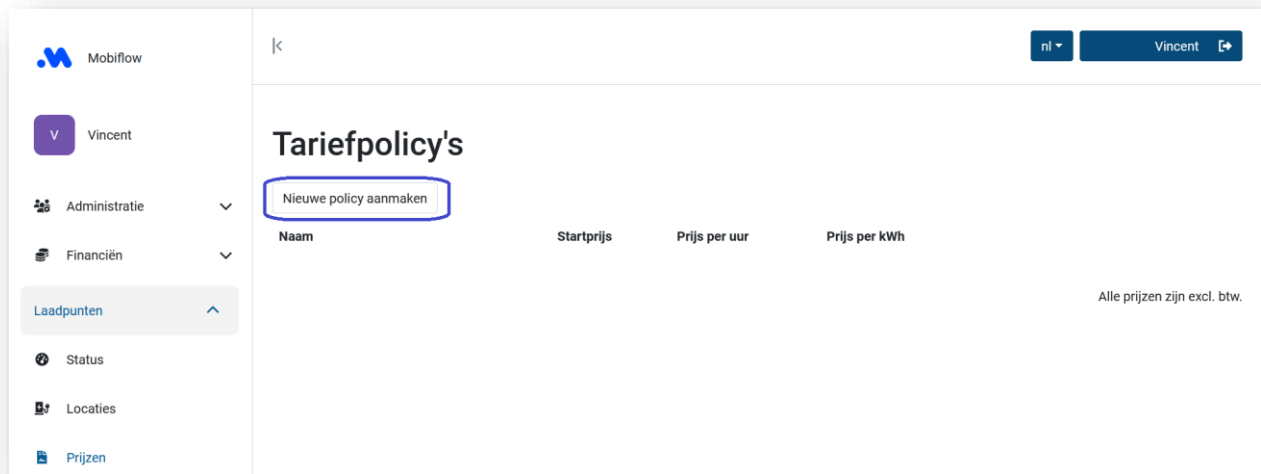 Mobiflow
nl
Vincent
V
Vincent
Tariefpolicy's
Nieuwe policy aanmaken
Administratie
Naam Startprijs Prijs per uur Prijs per kWh
Financiën
Alle prijzen zijn excl. btw.
Laadpunten
Status
Locaties
Prijzen